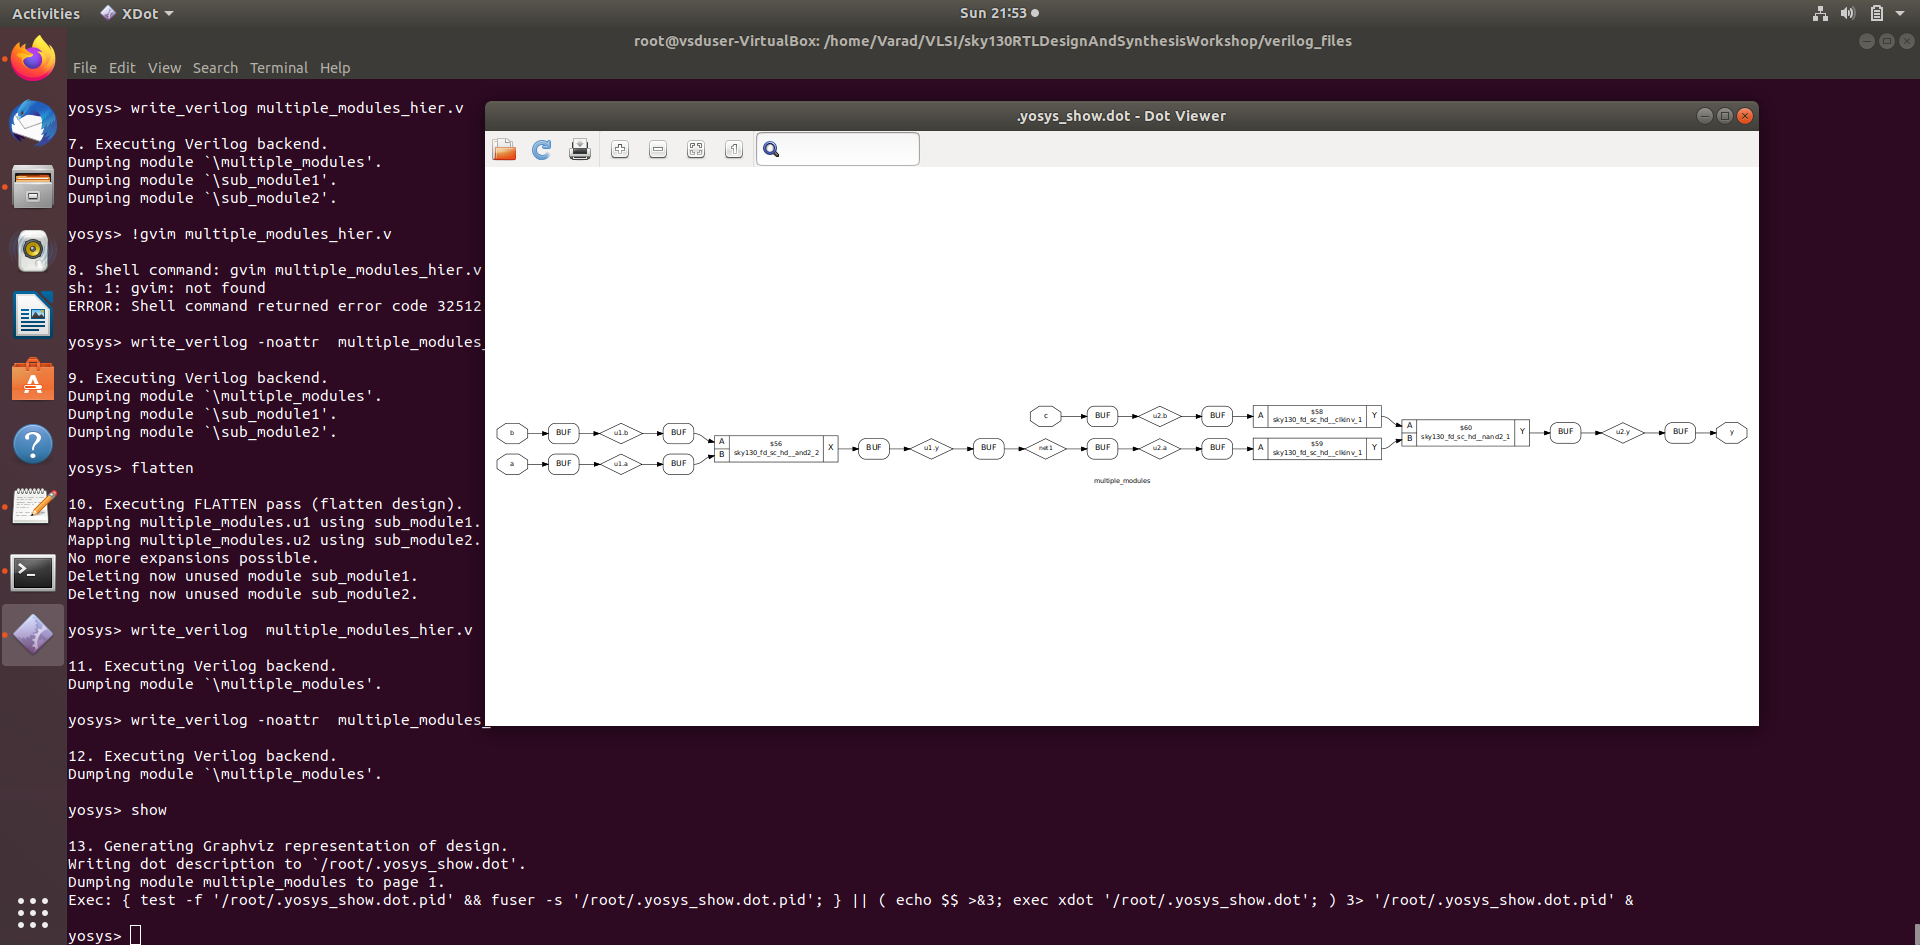 Activities
XDot
Sun 21:53
root@vsduser-VirtualBox: /home/Varad/VLSI/sky130RTLDesignAndSynthesisWorkshop/verilog_files
File Edit View Search Terminal Help
yosys> write_verilog multiple_modules_hier.v
7. Executing Verilog backend.
Dumping module `\multiple_modules'.
Dumping module `\sub_module1'.
Dumping module `\sub_module2'.
yosys> !gvim multiple_modules_hier.v
8. Shell command: gvim multiple_modules_hier.v
sh: 1: gvim: not found
ERROR: Shell command returned error code 32512
yosys> write_verilog -noattr  multiple_modules_
9. Executing Verilog backend.
Dumping module `\multiple_modules'.
Dumping module `\sub_module1'.
Dumping module `\sub_module2'.
yosys> flatten
10. Executing FLATTEN pass (flatten design).
Mapping multiple_modules.u1 using sub_module1.
Mapping multiple_modules.u2 using sub_module2.
No more expansions possible.
Deleting now unused module sub_module1.
Deleting now unused module sub_module2.
yosys> write_verilog  multiple_modules_hier.v
11. Executing Verilog backend.
Dumping module `\multiple_modules'.
yosys> write_verilog -noattr  multiple_modules_
12. Executing Verilog backend.
Dumping module `\multiple_modules'.
yosys> show
13. Generating Graphviz representation of design.
Writing dot description to `/root/.yosys_show.dot'.
Dumping module multiple_modules to page 1.
Exec: { test -f '/root/.yosys_show.dot.pid' && fuser -s '/root/.yosys_show.dot.pid'; } || ( echo $$ >&3; exec xdot '/root/.yosys_show.dot'; ) 3> '/root/.yosys_show.dot.pid' &
yosys>
.yosys_show.dot - Dot Viewer
c BUF u2.b BUF A $58 Y
sky130_fd_sc_hd__clkinv_1
b BUF u1.b BUF
a BUF u1.a BUF
A $56 X
B sky130_fd_sc_hd__and2_2
BUF u1.y BUF net1 BUF u2.a BUF
A $59 Y
sky130_fd_sc_hd__clkinv_1
A $60 Y
B sky130_fd_sc_hd__nand2_1
BUF u2.y BUF y
multiple_modules